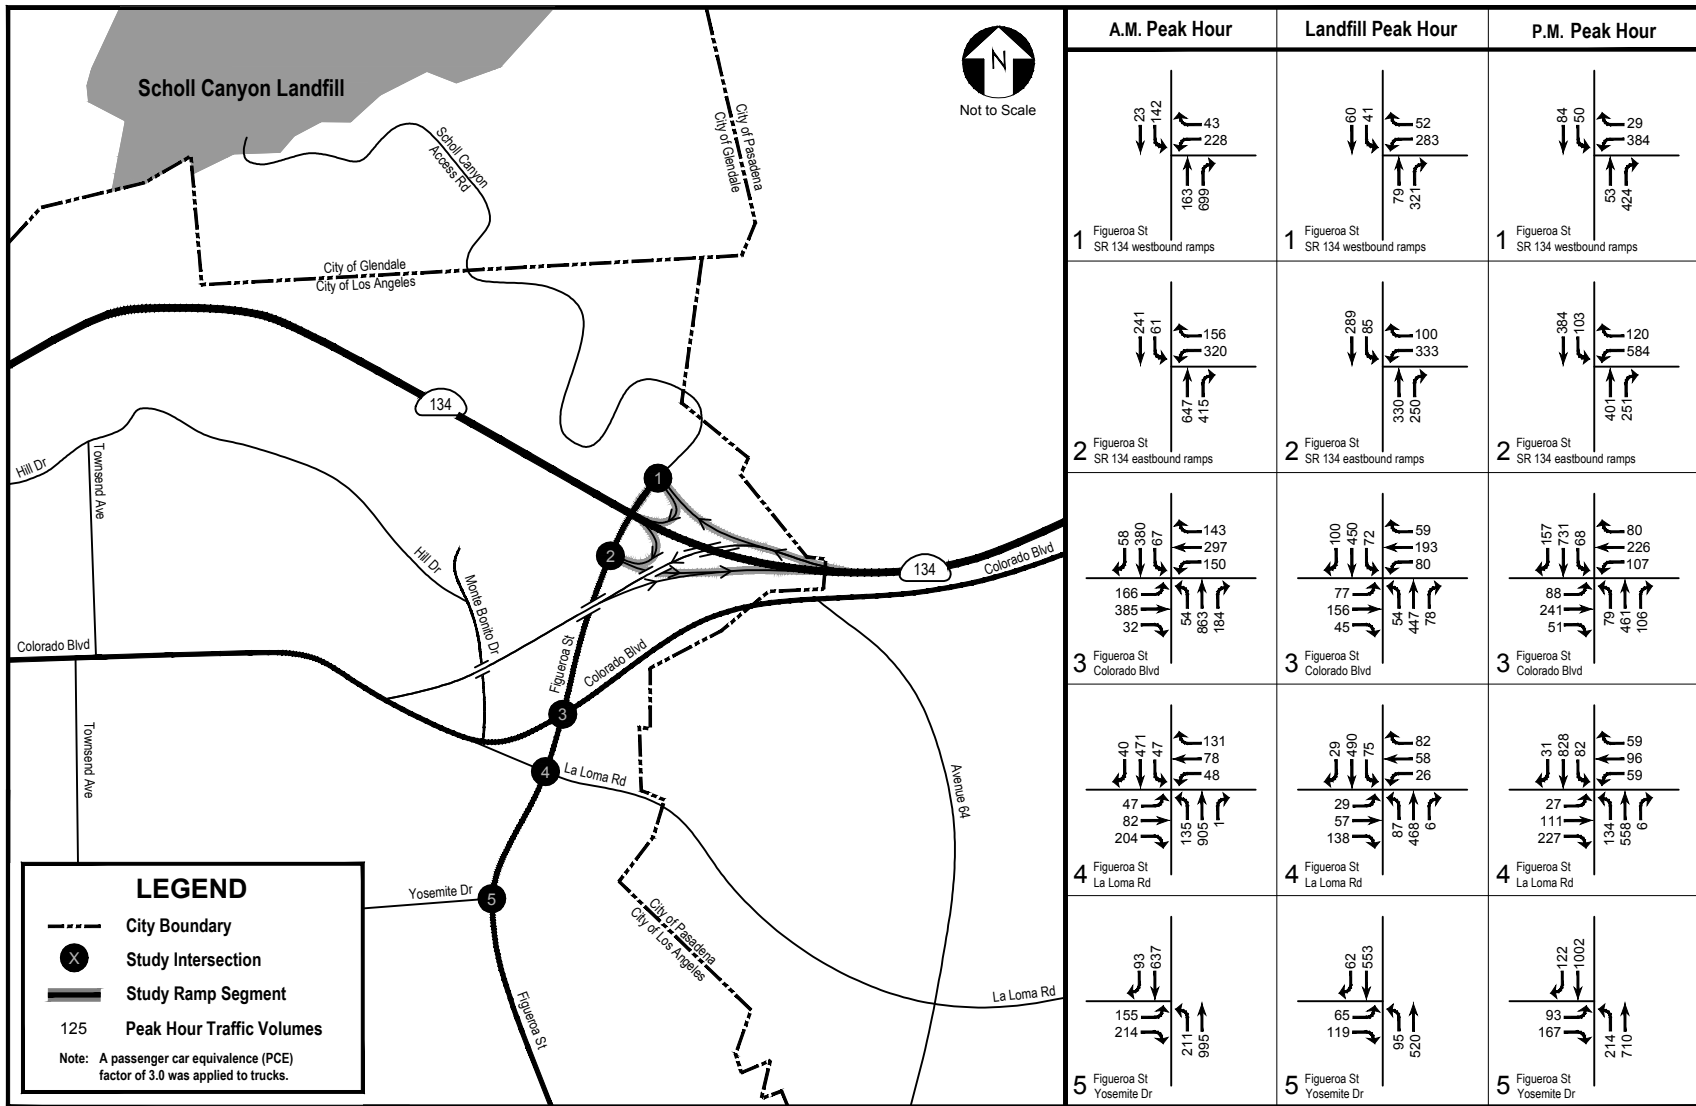 Scholl Canyon Landfill
N
Not to Scale
City of Pasadena
City of Glendale
Scholl Canyon
Access Rd
City of Glendale
City of Los Angeles
134
Hill Dr
Townsend Ave
1
2
Hill Dr
Monte Bonito Dr
134
Colorado Blvd
Colorado Blvd
Figueroa St
Colorado Blvd
3
4
La Loma Rd
Townsend Ave
Avenue 64
Yosemite Dr
5
City of Pasadena
City of Los Angeles
La Loma Rd
Figueroa St
LEGEND
City Boundary
X Study Intersection
Study Ramp Segment
125 Peak Hour Traffic Volumes
Note: A passenger car equivalence (PCE)
factor of 3.0 was applied to trucks.
A.M. Peak Hour
Landfill Peak Hour
P.M. Peak Hour
23 142
43
228
163 699
1 Figueroa St
SR 134 westbound ramps
60 41
52
283
79 321
1 Figueroa St
SR 134 westbound ramps
84 50
29
384
53 424
1 Figueroa St
SR 134 westbound ramps
241 61
156
320
647 415
2 Figueroa St
SR 134 eastbound ramps
289 85
100
333
330 250
2 Figueroa St
SR 134 eastbound ramps
384 103
120
584
401 251
2 Figueroa St
SR 134 eastbound ramps
58 380 67
143
297
150
166
385
32
54 863 184
3 Figueroa St
Colorado Blvd
100 450 72
59
193
80
77
156
45
54 447 78
3 Figueroa St
Colorado Blvd
157 731 68
80
226
107
88
241
51
79 461 106
3 Figueroa St
Colorado Blvd
40 471 47
131
78
48
47
82
204
135 905 1
4 Figueroa St
La Loma Rd
29 490 75
82
58
26
29
57
138
87 468 6
4 Figueroa St
La Loma Rd
31 828 82
59
96
59
27
111
227
134 558 6
4 Figueroa St
La Loma Rd
93 637
155
214
211 995
5 Figueroa St
Yosemite Dr
62 553
65
119
95 520
5 Figueroa St
Yosemite Dr
122 1002
93
167
214 710
5 Figueroa St
Yosemite Dr